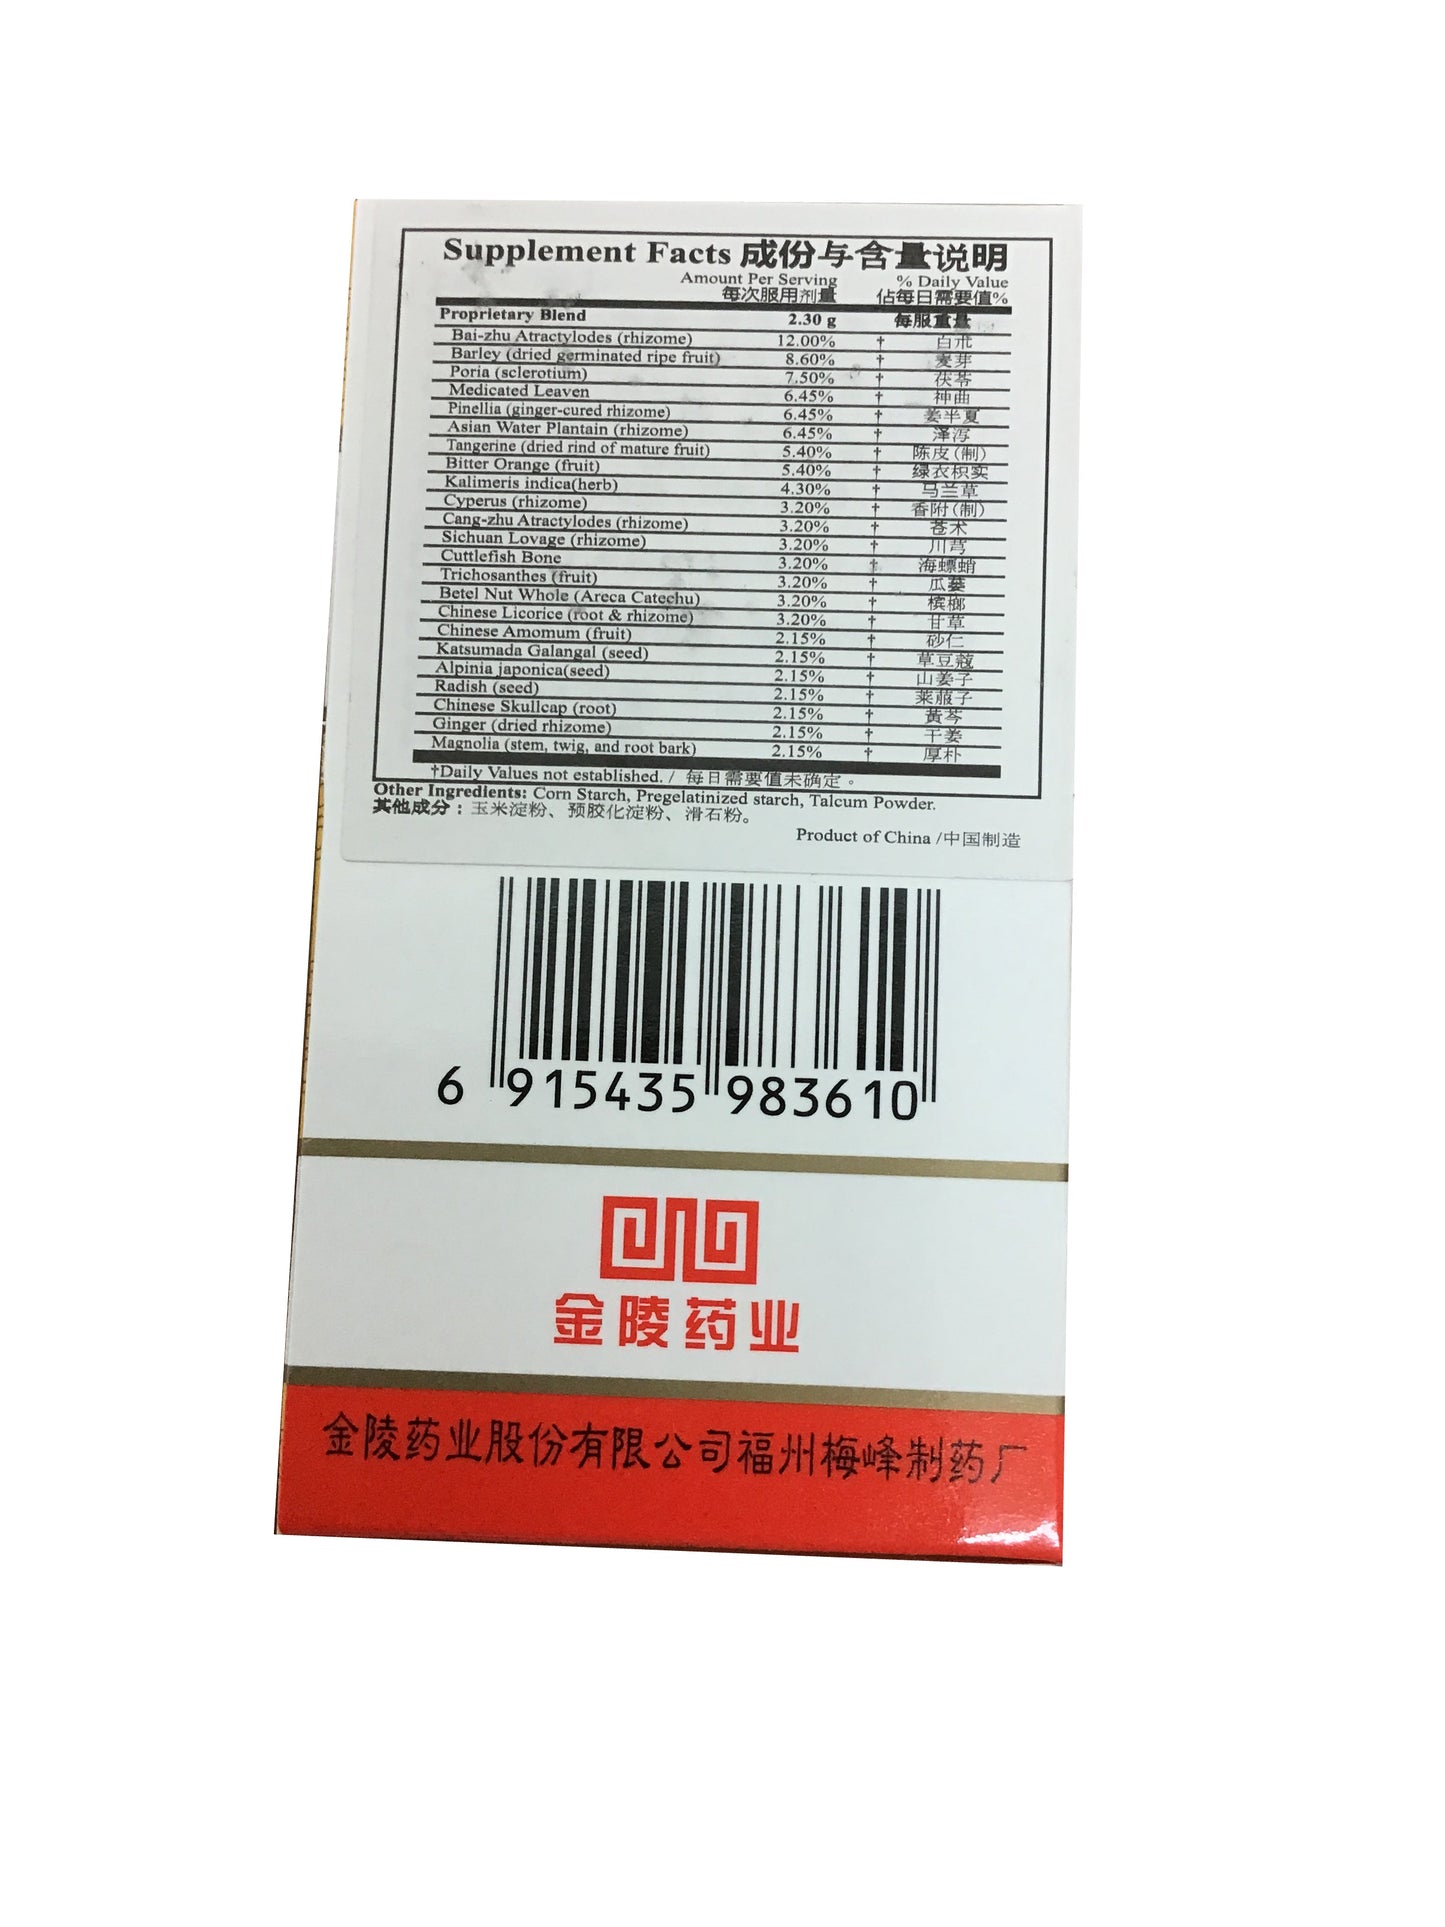 Supplement Facts 成份与含量说明
Amount Per Serving % Daily Value
每次服用剂量 佔每日需要值%
Proprietary Blend 2.30 g 每服重量
Bai-zhu Atractylodes (rhizome) 12.00% † 白朮
Barley (dried germinated ripe fruit) 8.60% † 麦芽
Poria (sclerotium) 7.50% † 茯苓
Medicated Leaven 6.45% † 神曲
Pinellia (ginger-cured rhizome) 6.45% † 姜半夏
Asian Water Plantain (rhizome) 6.45% † 泽泻
Tangerine (dried rind of mature fruit) 5.40% † 陈皮(制)
Bitter Orange (fruit) 5.40% † 绿衣枳实
Kalimeris indica(herb) 4.30% † 马兰草
Cyperus (rhizome) 3.20% † 香附(制)
Cang-zhu Atractylodes (rhizome) 3.20% † 苍术
Sichuan Lovage (rhizome) 3.20% † 川芎
Cuttlefish Bone 3.20% † 海螵蛸
Trichosanthes (fruit) 3.20% † 瓜蒌
Betel Nut Whole (Areca Catechu) 3.20% † 槟榔
Chinese Licorice (root & rhizome) 3.20% † 甘草
Chinese Amomum (fruit) 2.15% † 砂仁
Katsumada Galangal (seed) 2.15% † 草豆蔻
Alpinia japonica(seed) 2.15% † 山姜子
Radish (seed) 2.15% † 莱菔子
Chinese Skullcap (root) 2.15% † 黃芩
Ginger (dried rhizome) 2.15% † 干姜
Magnolia (stem, twig, and root bark) 2.15% † 厚朴
†Daily Values not established. / 每日需要值未确定。
Other Ingredients: Corn Starch, Pregelatinized starch, Talcum Powder.
其他成分：玉米淀粉、预胶化淀粉、滑石粉。
Product of China /中国制造
6 915435 983610
金陵药业
金陵药业股份有限公司福州梅峰制药厂